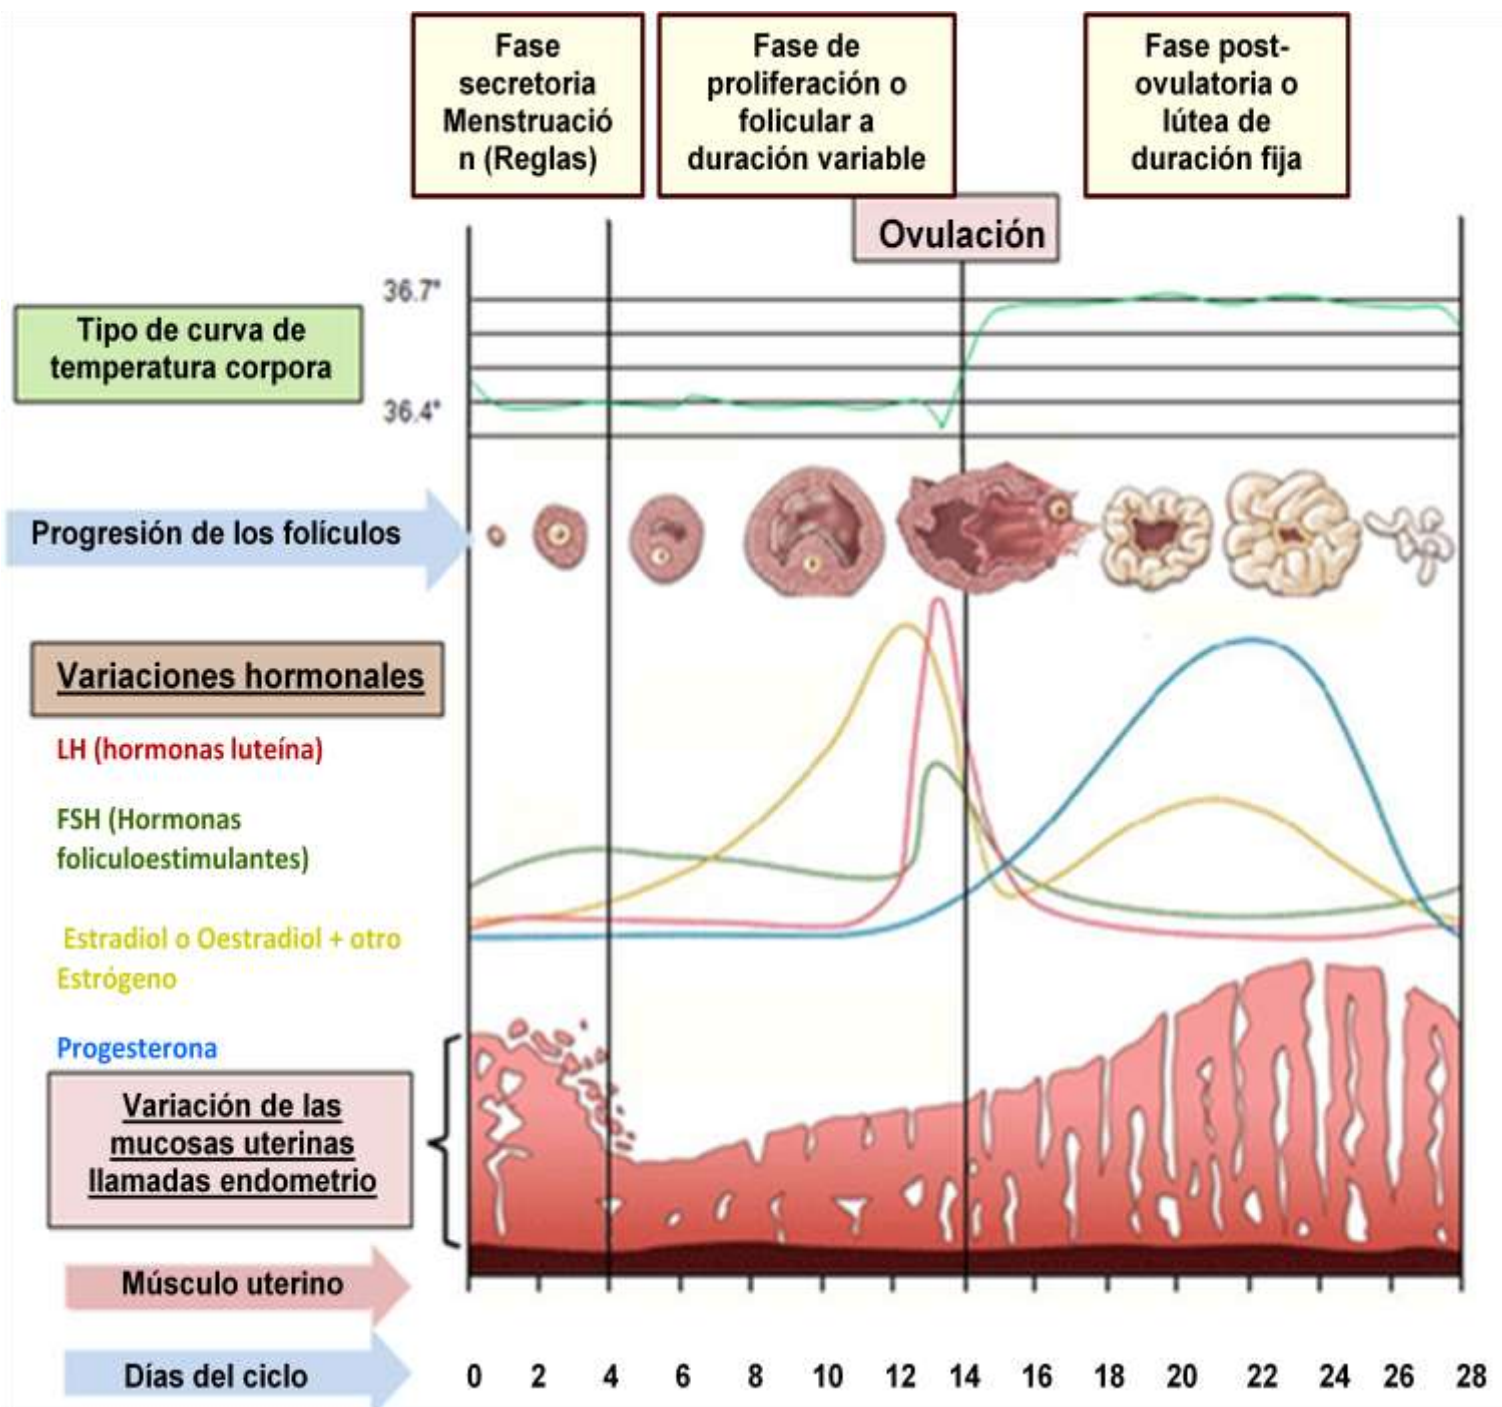 Fase
secretoria
Menstruació
n (Reglas)
Fase de
proliferación o
folicular a
duración variable
Fase post-
ovulatoria o
lútea de
duración fija
Ovulación
36.7°
Tipo de curva de
temperatura corpora
36.4°
Progresión de los folículos
Variaciones hormonales
LH (hormonas luteína)
FSH (Hormonas
foliculoestimulantes)
Estradiol o Oestradiol + otro
Estrógeno
Progesterona
Variación de las
mucosas uterinas
llamadas endometrio
Músculo uterino
Días del ciclo
0 2 4 6 8 10 12 14 16 18 20 22 24 26 28